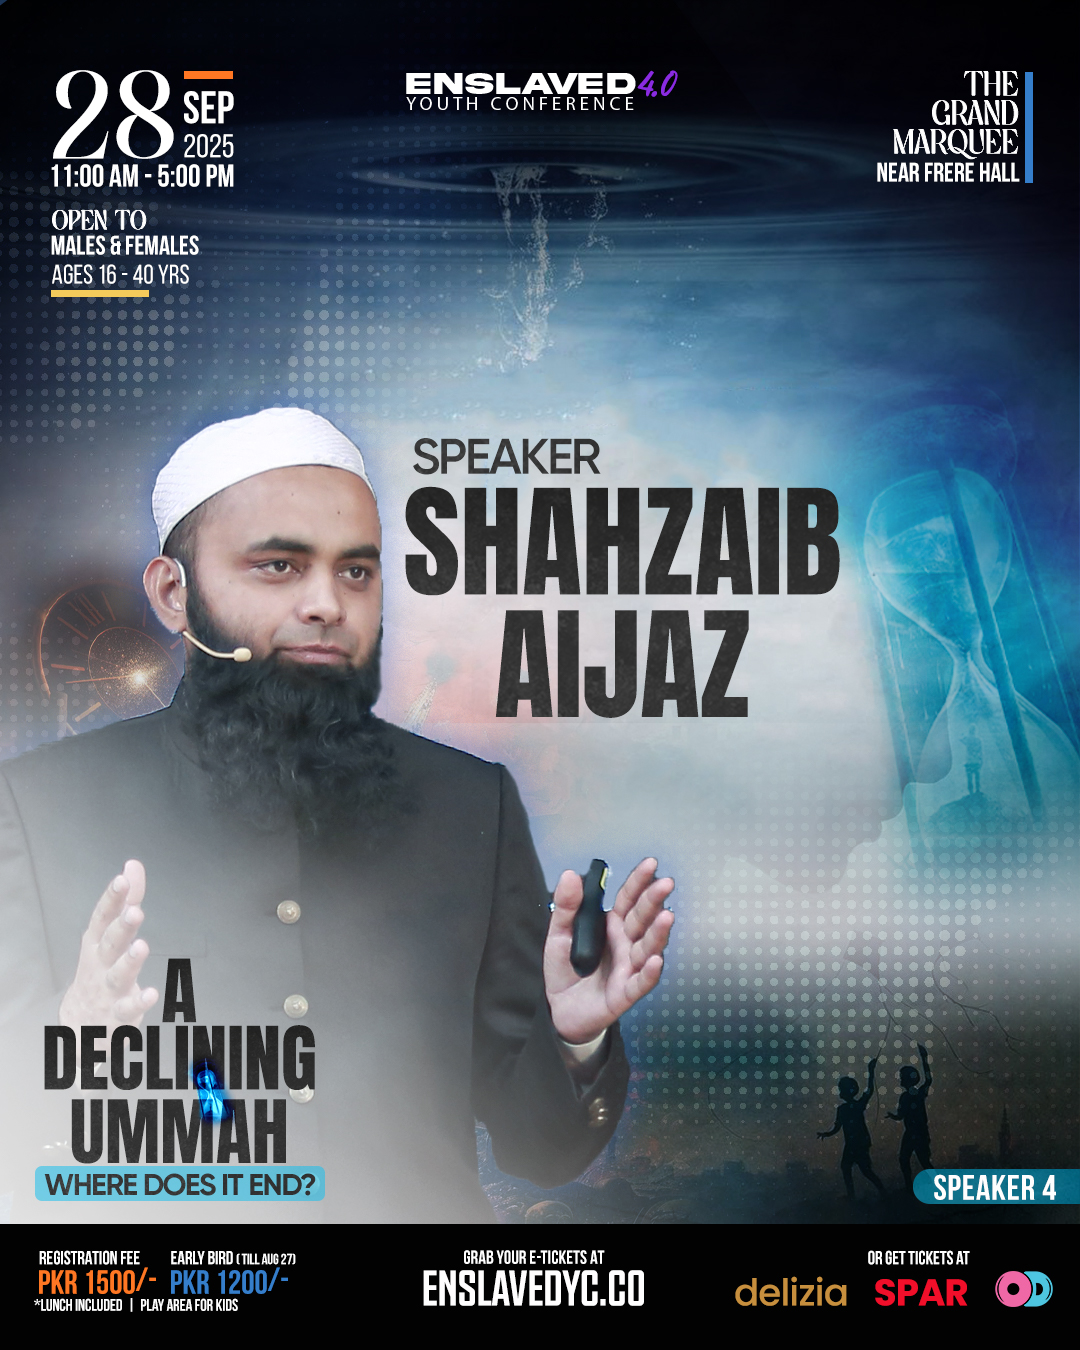 28
SEP
2025
11:00 AM - 5:00 PM
OPEN TO
MALES & FEMALES
AGES 16 - 40 YRS
ENSLAVED 4.0
YOUTH CONFERENCE
THE
GRAND
MARQUEE
NEAR FRERE HALL
SPEAKER
SHAHZAIB
AIJAZ
A
DECLINING
UMMAH
WHERE DOES IT END?
SPEAKER 4
REGISTRATION FEE
PKR 1500/-
EARLY BIRD (TILL AUG 27)
PKR 1200/-
*LUNCH INCLUDED | PLAY AREA FOR KIDS
GRAB YOUR E-TICKETS AT
ENSLAVEDYC.CO
OR GET TICKETS AT
delizia SPAR OD